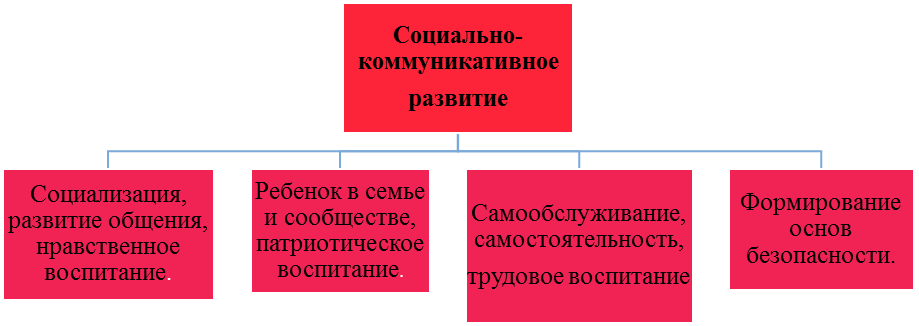 Социально-
коммуникативное
развитие
Социализация,
развитие общения,
нравственное
воспитание.
Ребенок в семье
и сообществе,
патриотическое
воспитание.
Самообслуживание,
самостоятельность,
трудовое воспитание
Формирование
основ
безопасности.